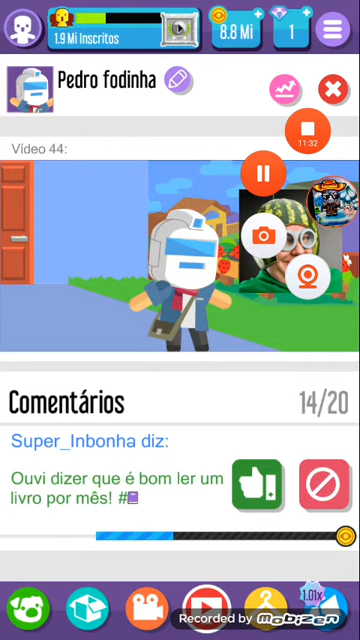 1.9 Mi Inscritos
8.8 Mi
1
Pedro fodinha
11:32
Vídeo 44:
Comentários
14/20
Super_Inbonha diz:
Ouvi dizer que é bom ler um
livro por mês! #
1.01x
Recorded by Mobizen